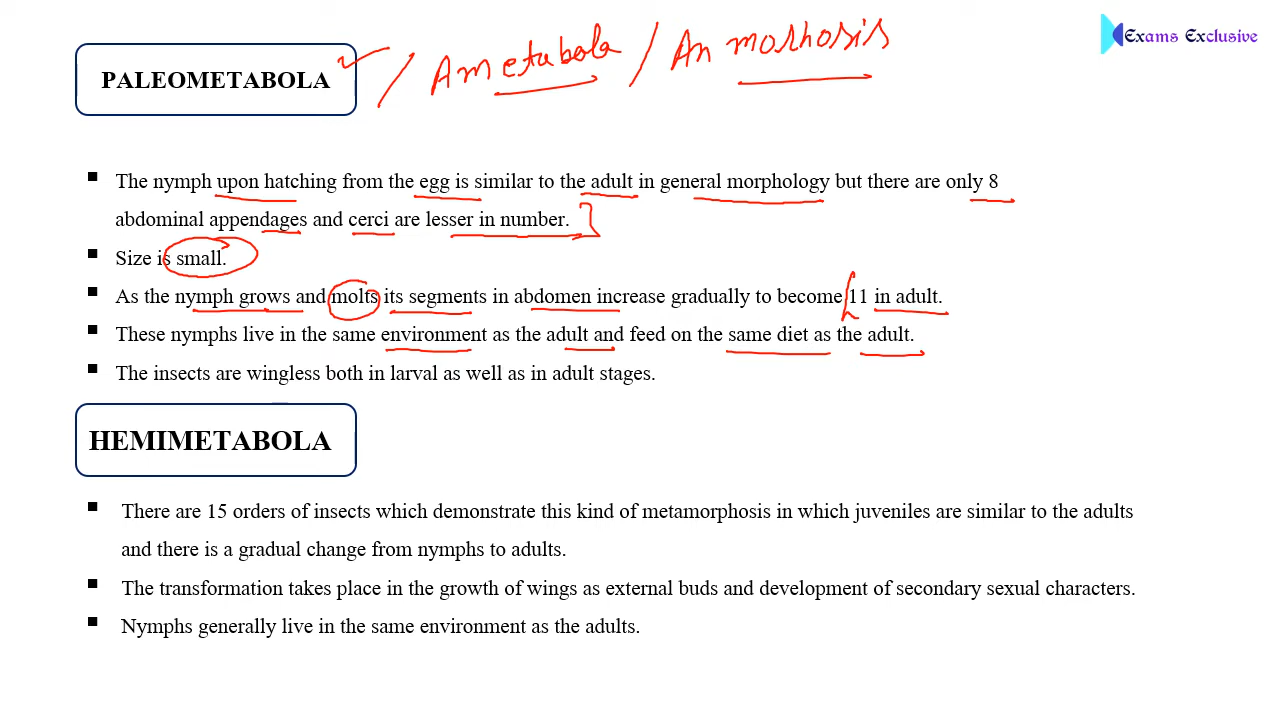 PALEOMETABOLA / Ametabola / An morhosis
Exams Exclusive
▪ The nymph upon hatching from the egg is similar to the adult in general morphology but there are only 8
abdominal appendages and cerci are lesser in number.
▪ Size is small.
▪ As the nymph grows and molts its segments in abdomen increase gradually to become 11 in adult.
▪ These nymphs live in the same environment as the adult and feed on the same diet as the adult.
▪ The insects are wingless both in larval as well as in adult stages.
HEMIMETABOLA
▪ There are 15 orders of insects which demonstrate this kind of metamorphosis in which juveniles are similar to the adults
and there is a gradual change from nymphs to adults.
▪ The transformation takes place in the growth of wings as external buds and development of secondary sexual characters.
▪ Nymphs generally live in the same environment as the adults.